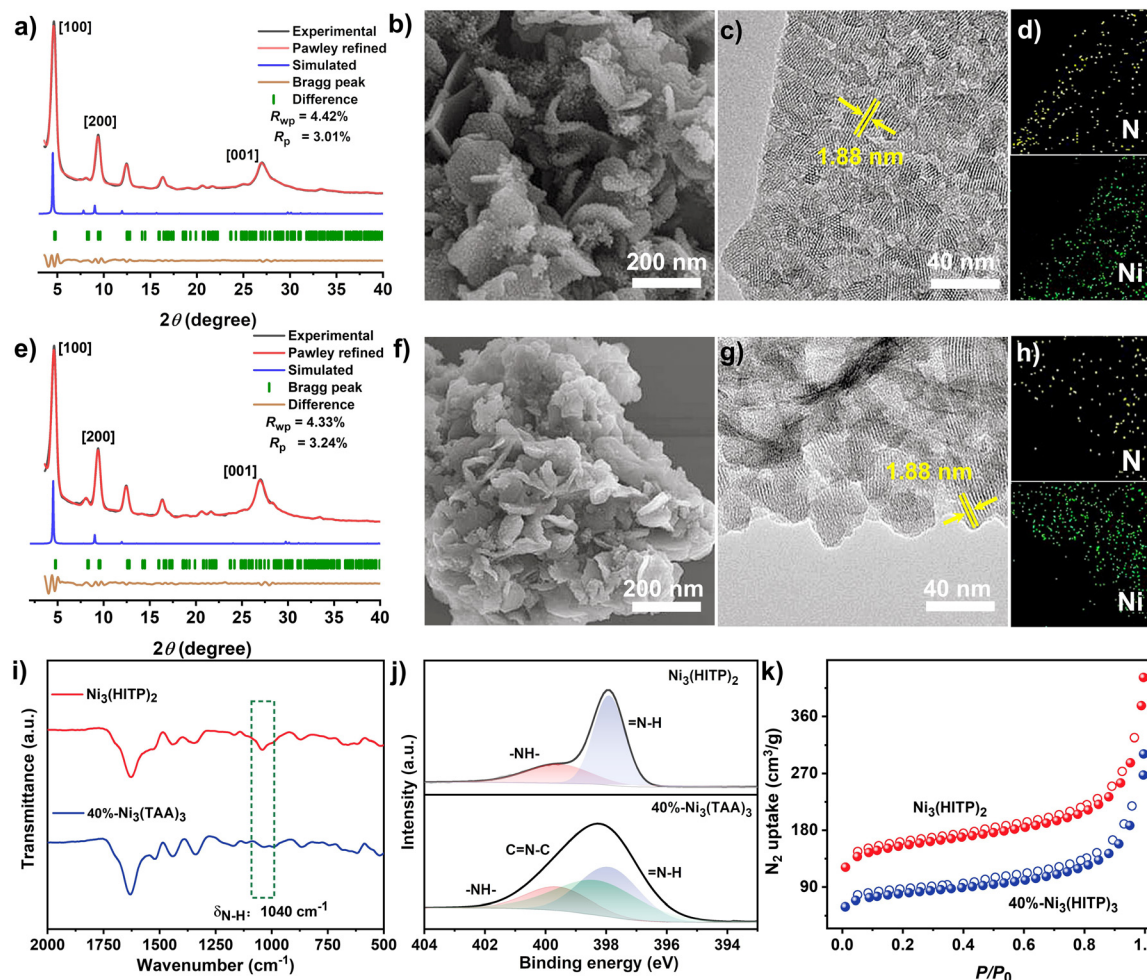 a)
[100]
[200]
[001]
Experimental
Pawley refined
Simulated
Bragg peak
Difference
Rwp = 4.42%
Rp = 3.01%
5 10 15 20 25 30 35 40
2θ (degree)
b)
200 nm
c)
1.88 nm
40 nm
d)
N
Ni
e)
[100]
[200]
[001]
Experimental
Pawley refined
Simulated
Bragg peak
Difference
Rwp = 4.33%
Rp = 3.24%
5 10 15 20 25 30 35 40
2θ (degree)
f)
200 nm
g)
1.88 nm
40 nm
h)
N
Ni
i)
Transmittance (a.u.)
Ni3(HITP)2
40%-Ni3(TAA)3
δN-H: 1040 cm-1
2000 1500 1000 500
Wavenumber (cm-1)
j)
Intensity (a.u.)
Ni3(HITP)2
-NH-
=N-H
40%-Ni3(TAA)3
C=N-C
-NH-
=N-H
404 402 400 398 396 394
Binding energy (eV)
k)
N2 uptake (cm3/g)
360
270
180
90
Ni3(HITP)2
40%-Ni3(HITP)3
0.0 0.2 0.4 0.6 0.8 1.
P/P0